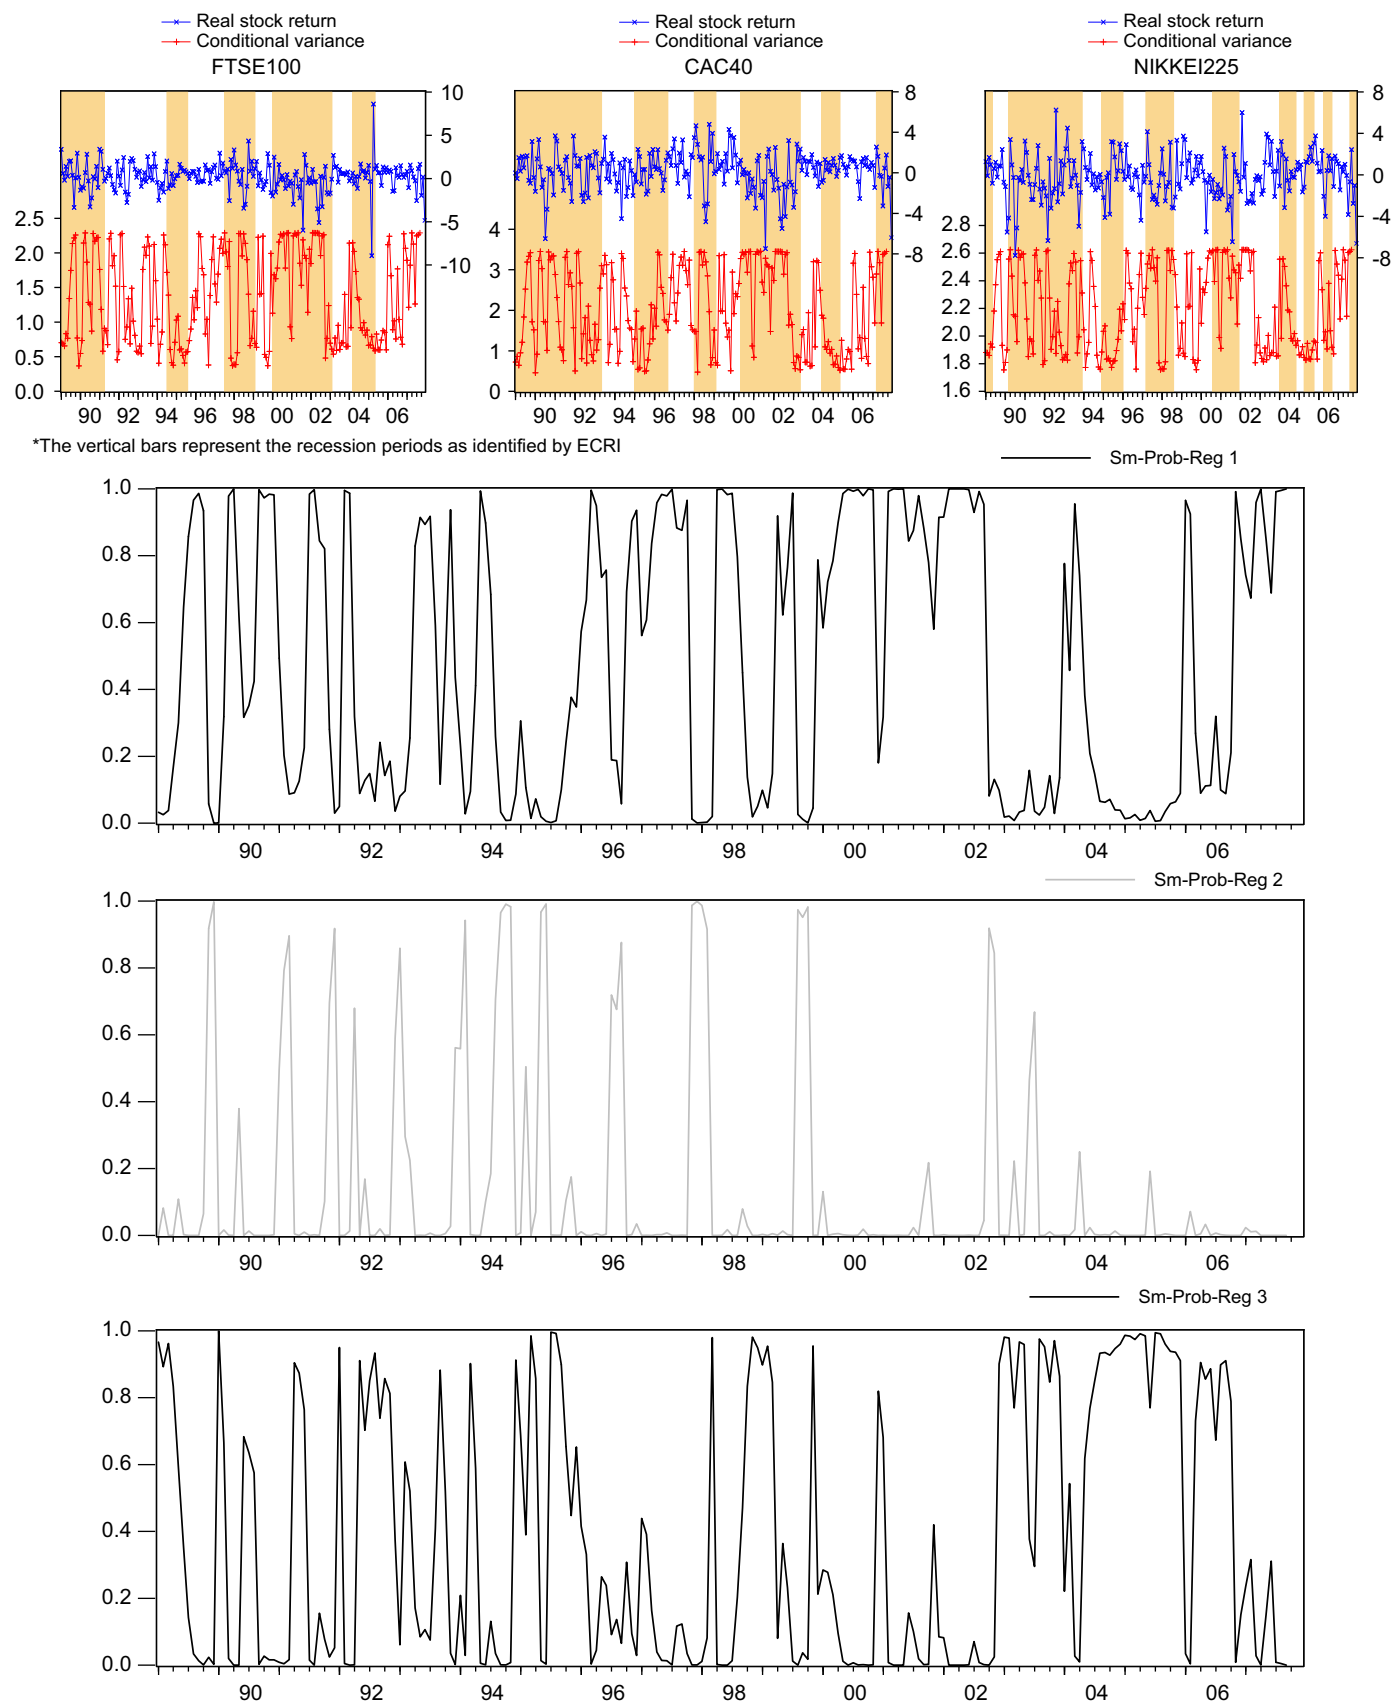 Real stock return
Conditional variance
FTSE100
10
5
0
-5
-10
2.5
2.0
1.5
1.0
0.5
0.0
90 92 94 96 98 00 02 04 06
Real stock return
Conditional variance
CAC40
8
4
0
-4
-8
4
3
2
1
0
90 92 94 96 98 00 02 04 06
Real stock return
Conditional variance
NIKKEI225
8
4
0
-4
-8
2.8
2.6
2.4
2.2
2.0
1.8
1.6
90 92 94 96 98 00 02 04 06
*The vertical bars represent the recession periods as identified by ECRI
Sm-Prob-Reg 1
1.0
0.8
0.6
0.4
0.2
0.0
90 92 94 96 98 00 02 04 06
Sm-Prob-Reg 2
1.0
0.8
0.6
0.4
0.2
0.0
90 92 94 96 98 00 02 04 06
Sm-Prob-Reg 3
1.0
0.8
0.6
0.4
0.2
0.0
90 92 94 96 98 00 02 04 06